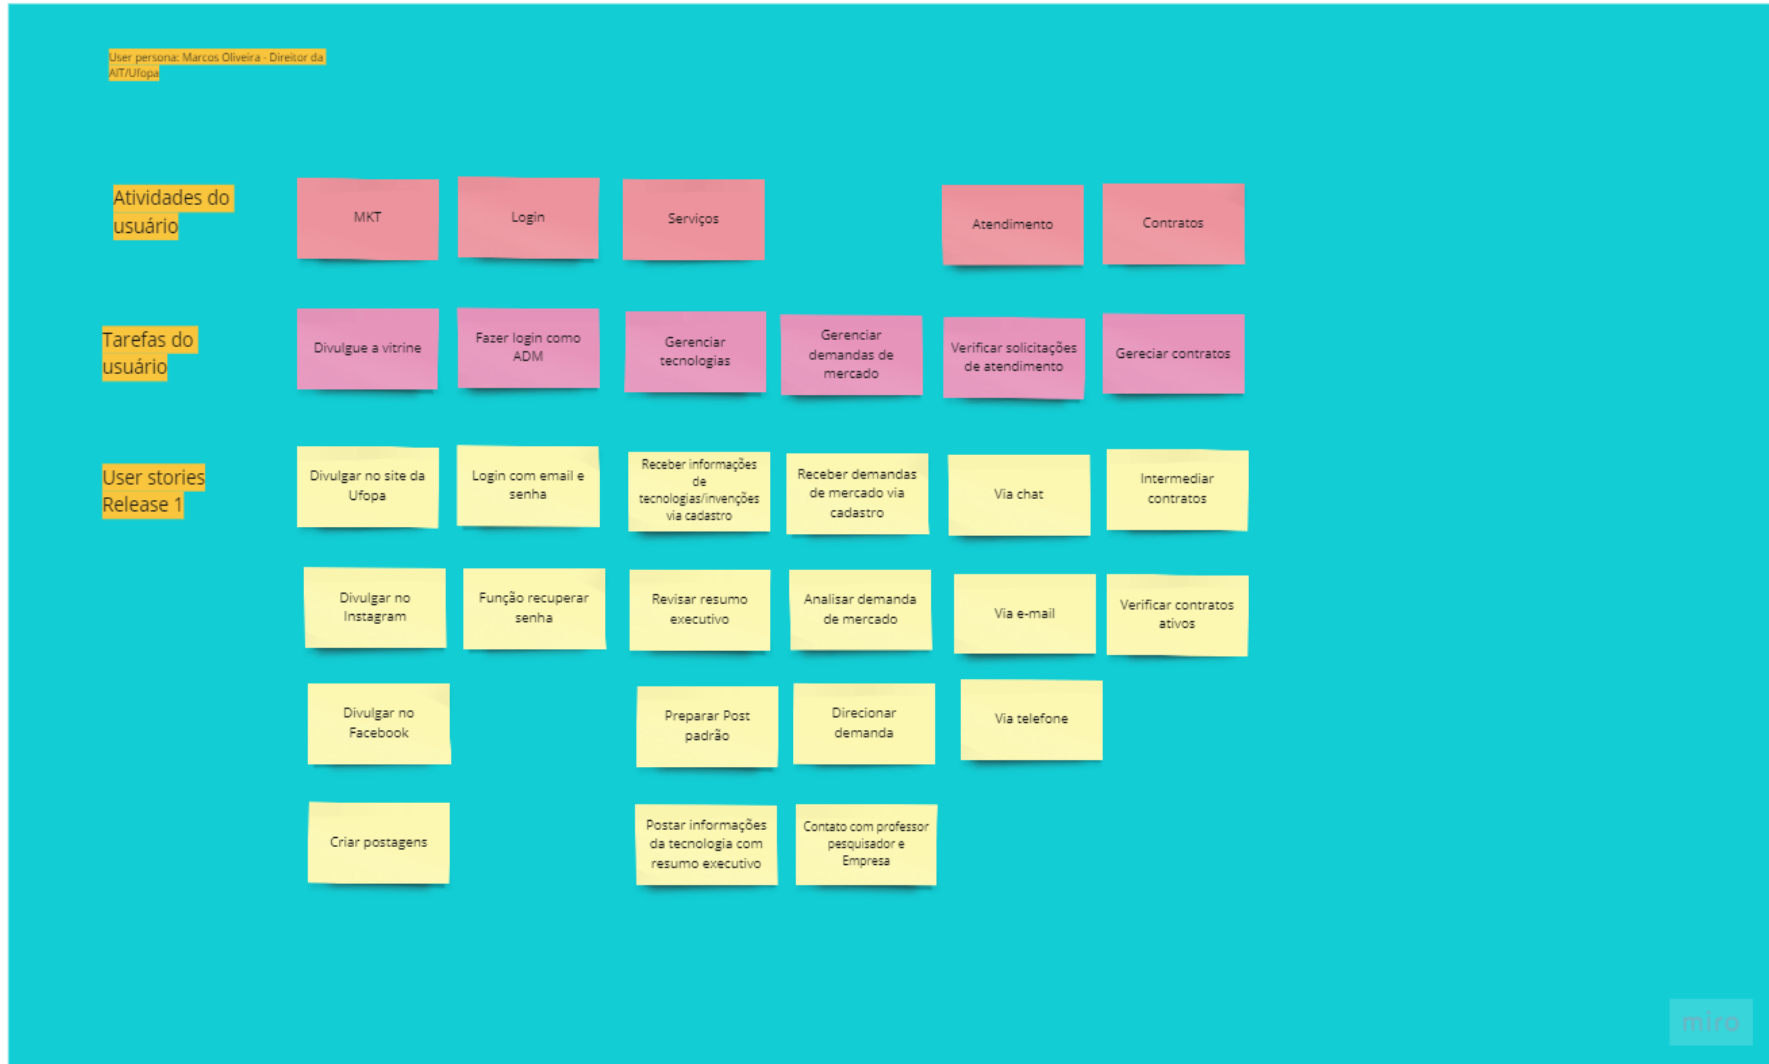 User persona: Marcos Oliveira - Direitor da
AIT/Ufopa
Atividades do
usuário
MKT
Login
Serviços
Atendimento
Contratos
Tarefas do
usuário
Divulgue a vitrine
Fazer login como
ADM
Gerenciar
tecnologias
Gerenciar
demandas de
mercado
Verificar solicitações
de atendimento
Gereciar contratos
User stories
Release 1
Divulgar no site da
Ufopa
Login com email e
senha
Receber informações
de
tecnologias/invenções
via cadastro
Receber demandas
de mercado via
cadastro
Via chat
Intermediar
contratos
Divulgar no
Instagram
Função recuperar
senha
Revisar resumo
executivo
Analisar demanda
de mercado
Via e-mail
Verificar contratos
ativos
Divulgar no
Facebook
Preparar Post
padrão
Direcionar
demanda
Via telefone
Criar postagens
Postar informações
da tecnologia com
resumo executivo
Contato com professor
pesquisador e
Empresa
miro